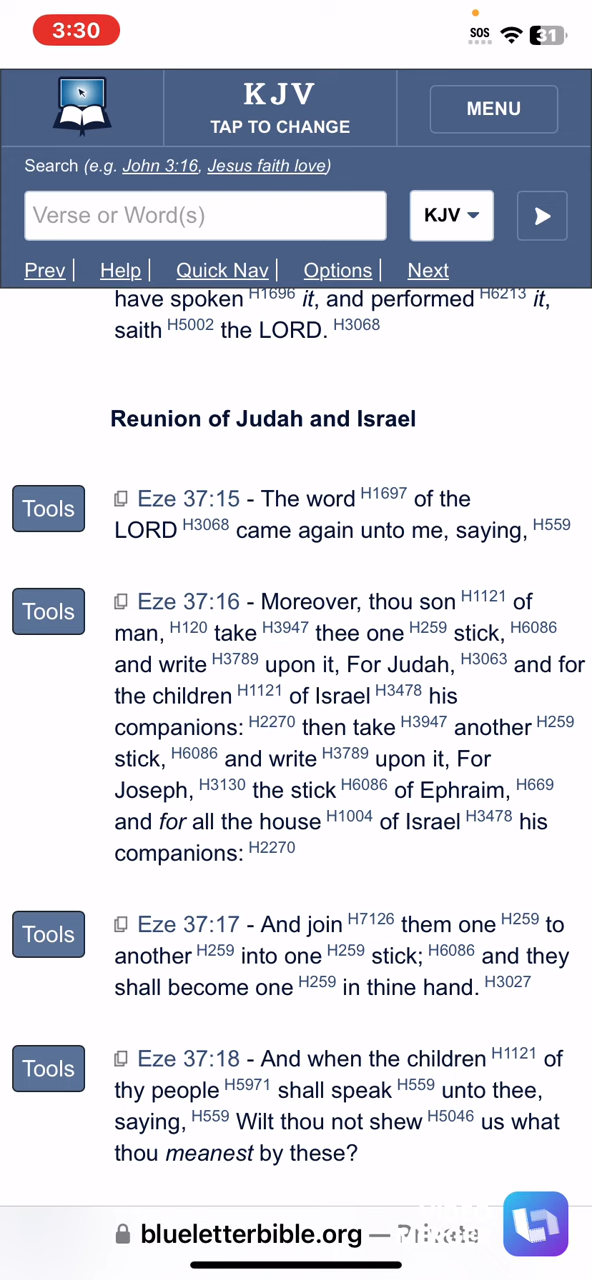 3:30
SOS
31
KJV
TAP TO CHANGE
MENU
Search (e.g. John 3:16, Jesus faith love)
Verse or Word(s)
KJV
Prev| Help| Quick Nav| Options| Next
have spoken H1696 it, and performed H6213 it,
saith H5002 the LORD. H3068
Reunion of Judah and Israel
Tools
Eze 37:15 - The word H1697 of the
LORD H3068 came again unto me, saying, H559
Tools
Eze 37:16 - Moreover, thou son H1121 of
man, H120 take H3947 thee one H259 stick, H6086
and write H3789 upon it, For Judah, H3063 and for
the children H1121 of Israel H3478 his
companions: H2270 then take H3947 another H259
stick, H6086 and write H3789 upon it, For
Joseph, H3130 the stick H6086 of Ephraim, H669
and for all the house H1004 of Israel H3478 his
companions: H2270
Tools
Eze 37:17 - And join H7126 them one H259 to
another H259 into one H259 stick; H6086 and they
shall become one H259 in thine hand. H3027
Tools
Eze 37:18 - And when the children H1121 of
thy people H5971 shall speak H559 unto thee,
saying, H559 Wilt thou not shew H5046 us what
thou meanest by these?
blueletterbible.org — Private